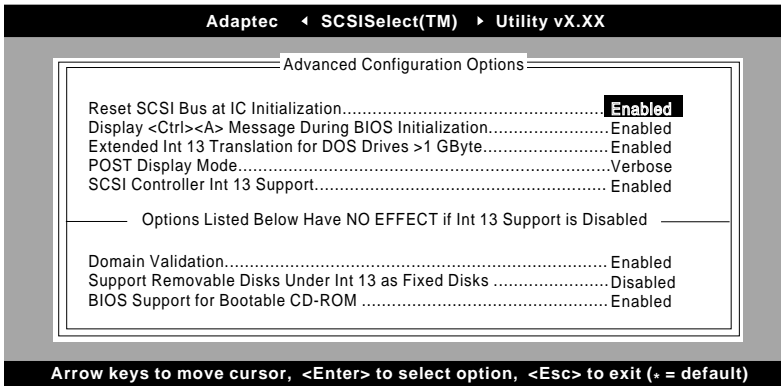 Adaptec ◂ SCSISelect(TM) ▸ Utility vX.XX
Advanced Configuration Options
Reset SCSI Bus at IC Initialization............................................................Enabled
Display <Ctrl><A> Message During BIOS Initialization............................Enabled
Extended Int 13 Translation for DOS Drives >1 GByte.............................Enabled
POST Display Mode.....................................................................................Verbose
SCSI Controller Int 13 Support................................................................... Enabled
Options Listed Below Have NO EFFECT if Int 13 Support is Disabled
Domain Validation........................................................................................ Enabled
Support Removable Disks Under Int 13 as Fixed Disks ...........................Disabled
BIOS Support for Bootable CD-ROM .........................................................Enabled
Arrow keys to move cursor, <Enter> to select option, <Esc> to exit (* = default)